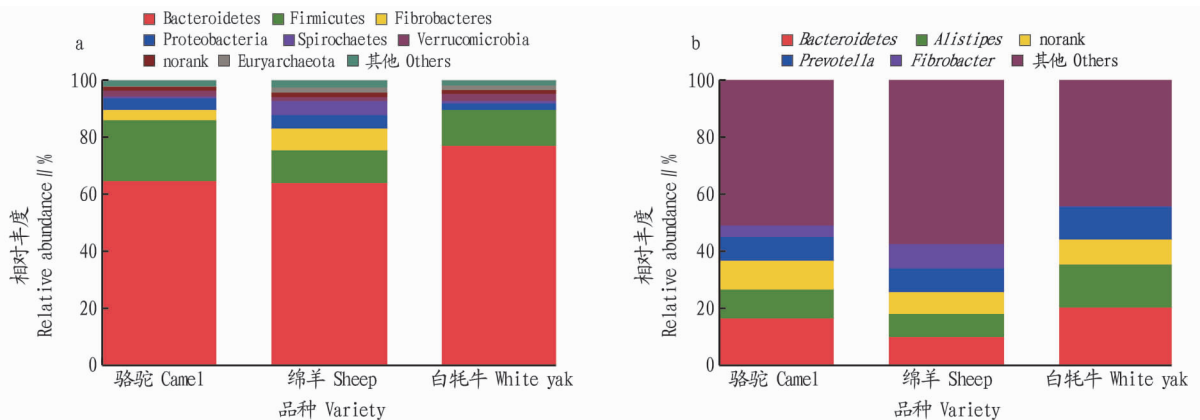 a
Bacteroidetes Firmicutes Fibrobacteres
Proteobacteria Spirochaetes Verrucomicrobia
norank Euryarchaeota 其他 Others
100
80
60
40
20
0
相对丰度
Relative abundance∥%
骆驼 Camel 绵羊 Sheep 白牦牛 White yak
品种 Variety
b
Bacteroidetes Alistipes norank
Prevotella Fibrobacter 其他 Others
100
80
60
40
20
0
相对丰度
Relative abundance∥%
骆驼 Camel 绵羊 Sheep 白牦牛 White yak
品种 Variety